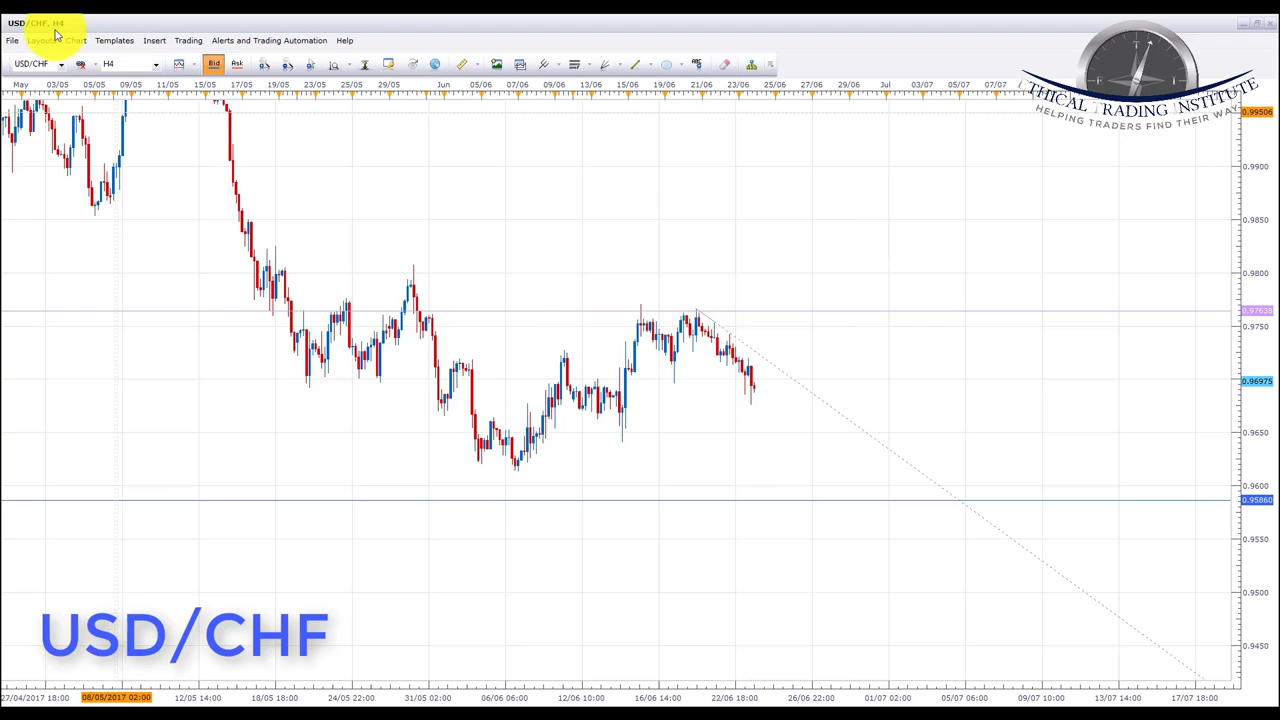 USD/CHF, H4
File Layouts Chart Templates Insert Trading Alerts and Trading Automation Help
USD/CHF H4 Bid Ask ABC
May 03/05 05/05 09/05 11/05 15/05 17/05 19/05 23/05 25/05 29/05 Jun 05/06 07/06 09/06 13/06 15/06 19/06 21/06 23/06 25/06 27/06 29/06 Jul 03/07 07/07
THICAL TRADING INSTITUTE
HELPING TRADERS FIND THEIR WAY
0.99506
0.9900
0.9850
0.9800
0.97638
0.9750
0.96975
0.9650
0.9600
0.95860
0.9550
0.9500
0.9450
USD/CHF
27/04/2017 18:00 08/05/2017 02:00 12/05 14:00 18/05 18:00 24/05 22:00 31/05 02:00 06/06 06:00 12/06 10:00 16/06 14:00 22/06 18:00 26/06 22:00 01/07 02:00 05/07 06:00 09/07 10:00 13/07 14:00 17/07 18:00